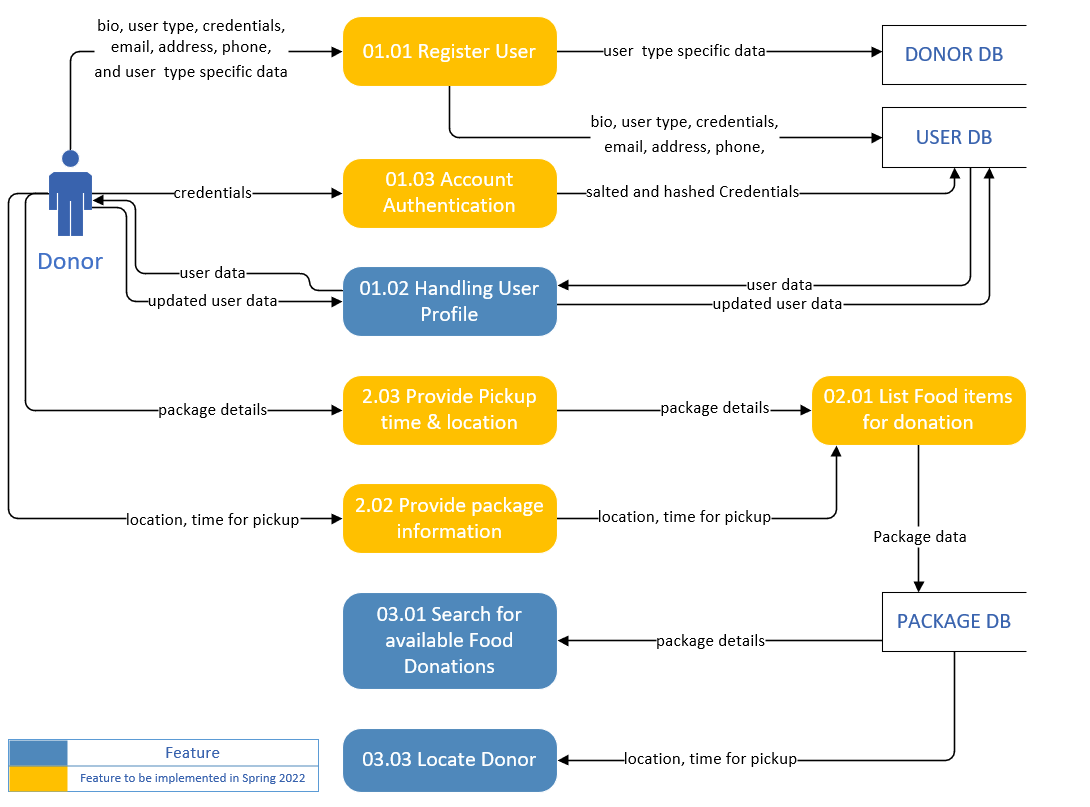 bio, user type, credentials,
email, address, phone,
and user type specific data
01.01 Register User
user type specific data
DONOR DB
bio, user type, credentials,
email, address, phone,
USER DB
credentials
01.03 Account
Authentication
salted and hashed Credentials
Donor
user data
updated user data
01.02 Handling User
Profile
user data
updated user data
package details
2.03 Provide Pickup
time & location
package details
02.01 List Food items
for donation
location, time for pickup
2.02 Provide package
information
location, time for pickup
Package data
03.01 Search for
available Food
Donations
package details
PACKAGE DB
03.03 Locate Donor
location, time for pickup
Feature
Feature to be implemented in Spring 2022